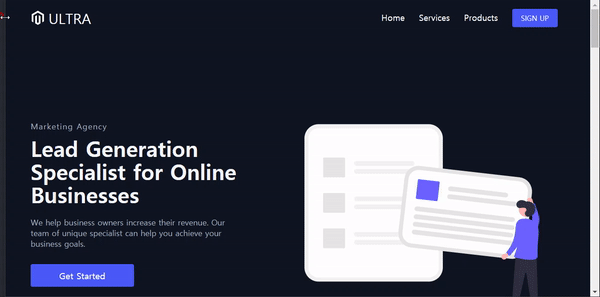 ULTRA
Home Services Products SIGN UP
Marketing Agency
Lead Generation
Specialist for Online
Businesses
We help business owners increase their revenue. Our
team of unique specialist can help you achieve your
business goals.
Get Started